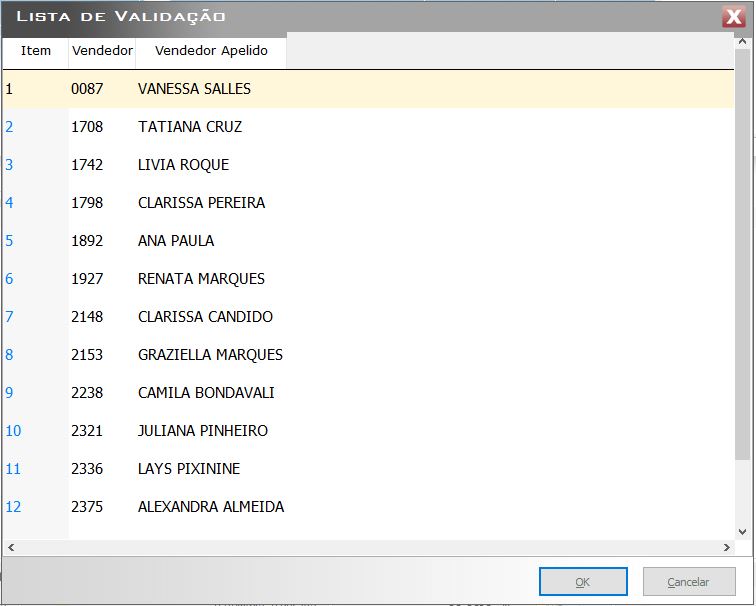 Lista de Validação
Item Vendedor Vendedor Apelido
1 0087 VANESSA SALLES
2 1708 TATIANA CRUZ
3 1742 LIVIA ROQUE
4 1798 CLARISSA PEREIRA
5 1892 ANA PAULA
6 1927 RENATA MARQUES
7 2148 CLARISSA CANDIDO
8 2153 GRAZIELLA MARQUES
9 2238 CAMILA BONDAVALI
10 2321 JULIANA PINHEIRO
11 2336 LAYS PIXININE
12 2375 ALEXANDRA ALMEIDA
OK Cancelar